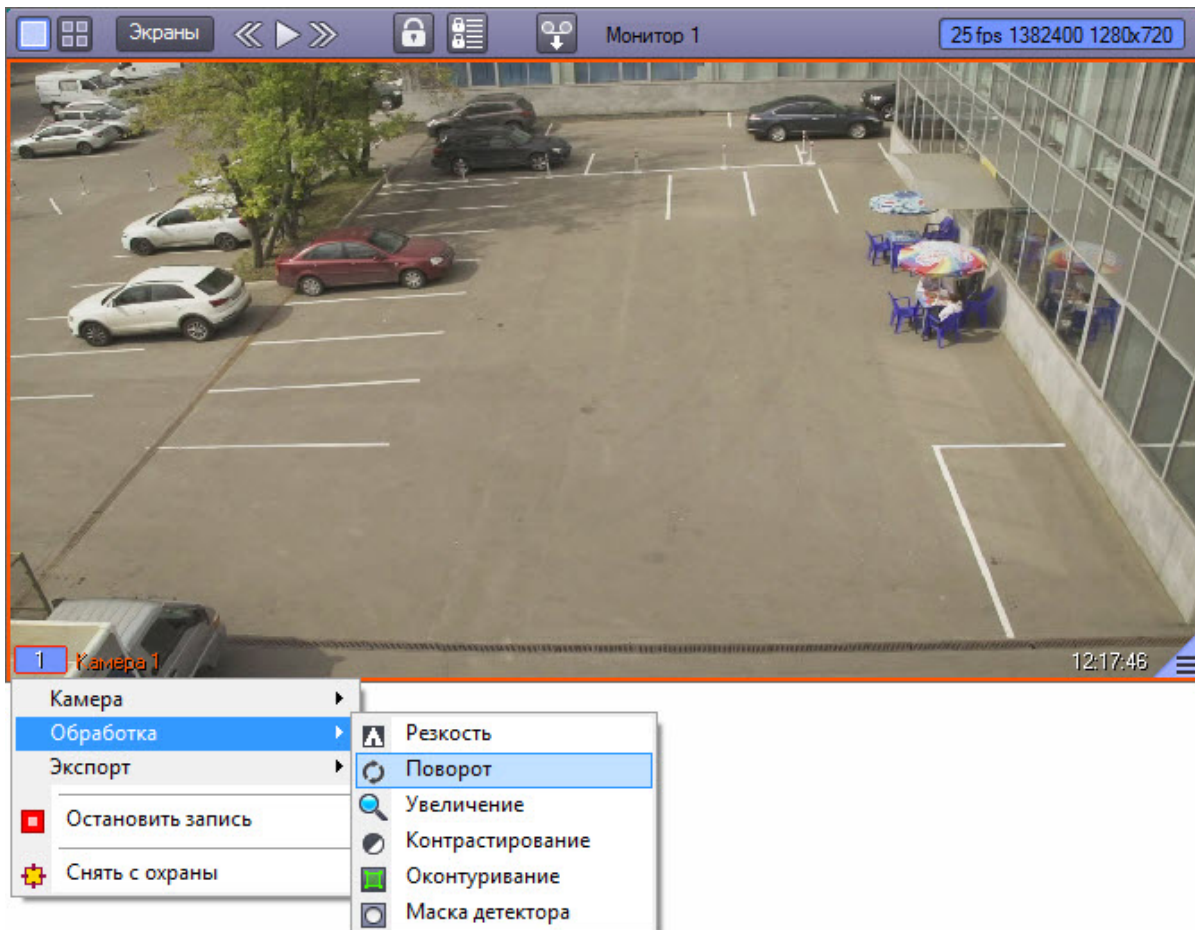 Экраны Монитор 1 25 fps 1382400 1280x720
1 Камера 1 12:17:46
Камера
Обработка
Экспорт
Остановить запись
Снять с охраны
Резкость
Поворот
Увеличение
Контрастирование
Оконтуривание
Маска детектора